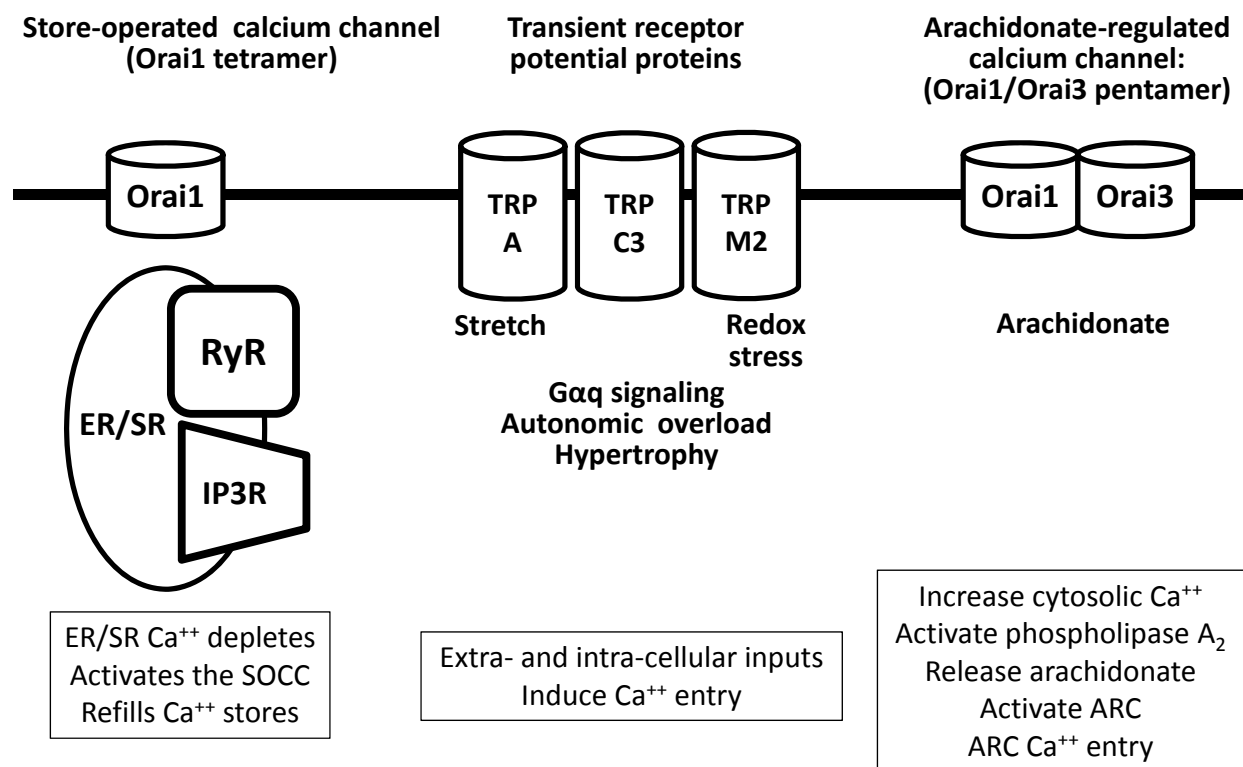 Store-operated calcium channel
(Orai1 tetramer)
Transient receptor
potential proteins
Arachidonate-regulated
calcium channel:
(Orai1/Orai3 pentamer)
Orai1
TRP
A
TRP
C3
TRP
M2
Orai1
Orai3
Stretch
Redox
stress
Arachidonate
Gαq signaling
Autonomic overload
Hypertrophy
RyR
ER/SR
IP3R
ER/SR Ca⁺⁺ depletes
Activates the SOCC
Refills Ca⁺⁺ stores
Extra- and intra-cellular inputs
Induce Ca⁺⁺ entry
Increase cytosolic Ca⁺⁺
Activate phospholipase A₂
Release arachidonate
Activate ARC
ARC Ca⁺⁺ entry